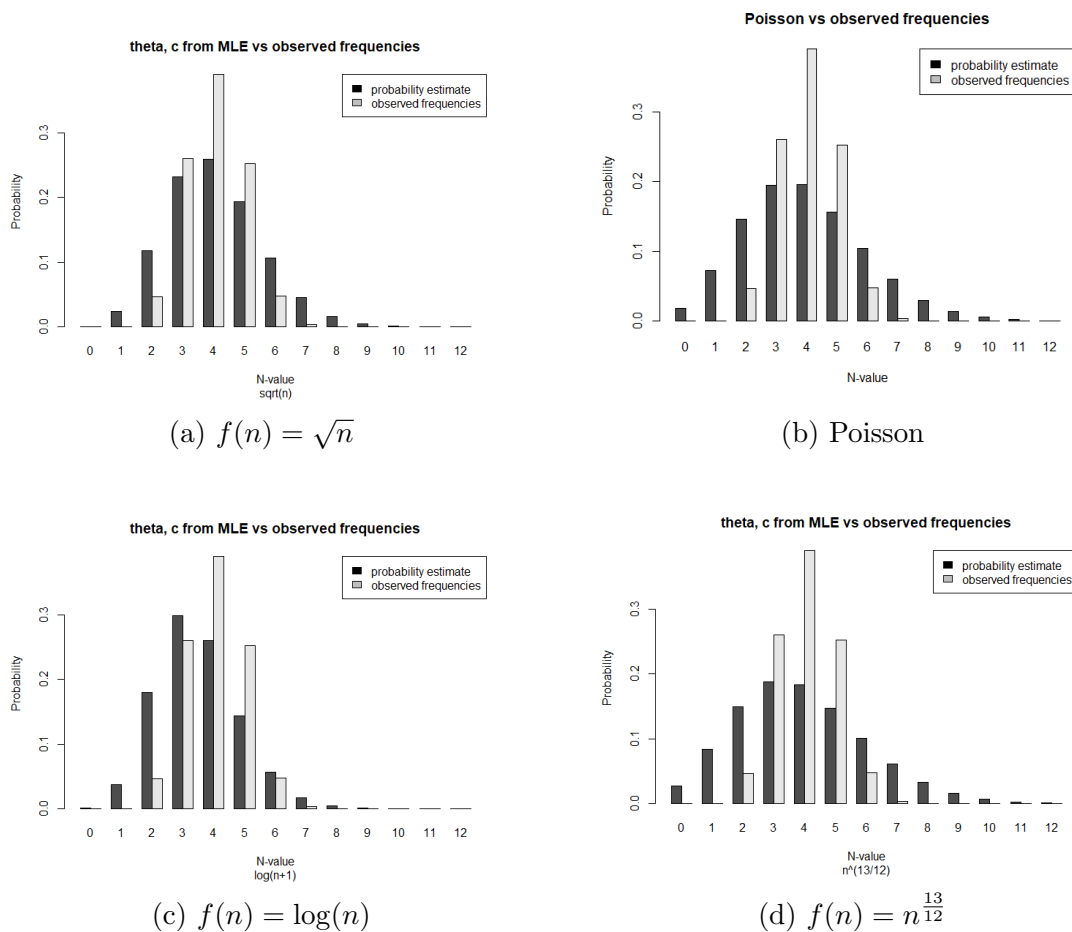 theta, c from MLE vs observed frequencies
probability estimate
observed frequencies
Probability
0.0 0.1 0.2 0.3
0 1 2 3 4 5 6 7 8 9 10 11 12
N-value
sqrt(n)
(a) f(n) = √n
Poisson vs observed frequencies
probability estimate
observed frequencies
Probability
0.0 0.1 0.2 0.3
0 1 2 3 4 5 6 7 8 9 10 11 12
N-value
(b) Poisson
theta, c from MLE vs observed frequencies
probability estimate
observed frequencies
Probability
0.0 0.1 0.2 0.3
0 1 2 3 4 5 6 7 8 9 10 11 12
N-value
log(n+1)
(c) f(n) = log(n)
theta, c from MLE vs observed frequencies
probability estimate
observed frequencies
Probability
0.0 0.1 0.2 0.3
0 1 2 3 4 5 6 7 8 9 10 11 12
N-value
n^(13/12)
(d) f(n) = n^{13/12}